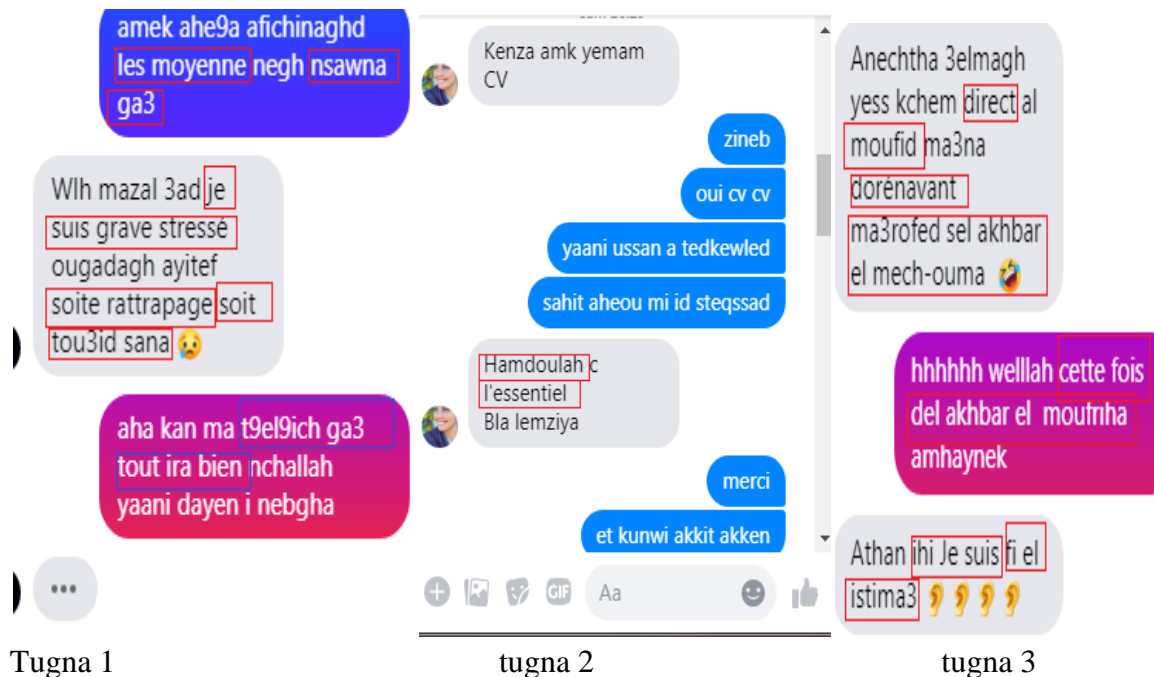 amek ahe9a afichinaghd
les moyenne negh nsawna
ga3
Wlh mazal 3ad je
suis grave stressé
ougadagh ayitef
soite rattrapage soit
tou3id sana 😥
aha kan ma t9el9ich ga3
tout ira bien nchallah
yaani dayen i nebgha
Kenza amk yemam
CV
zineb
oui cv cv
yaani ussan a tedkewled
sahit aheou mi id steqssad
Hamdoulah c
l'essentiel
Bla lemziya
merci
et kunwi akkit akken
GIF
Aa
Anechtha 3elmagh
yess kchem direct al
moufid ma3na
dorénavant
ma3rofed sel akhbar
el mech-ouma 🤣
hhhhhh welllah cette fois
del akhbar el moufriha
amhaynek
Athan ihi Je suis fi el
istima3 👂👂👂👂
Tugna 1
tugna 2
tugna 3